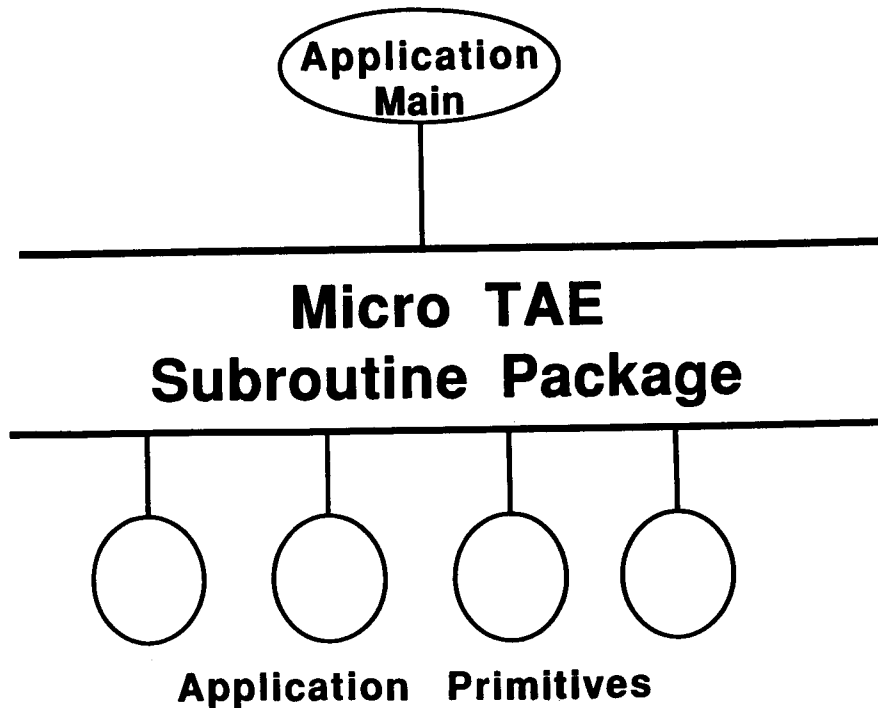 Application
Main
Micro TAE
Subroutine Package
Application Primitives